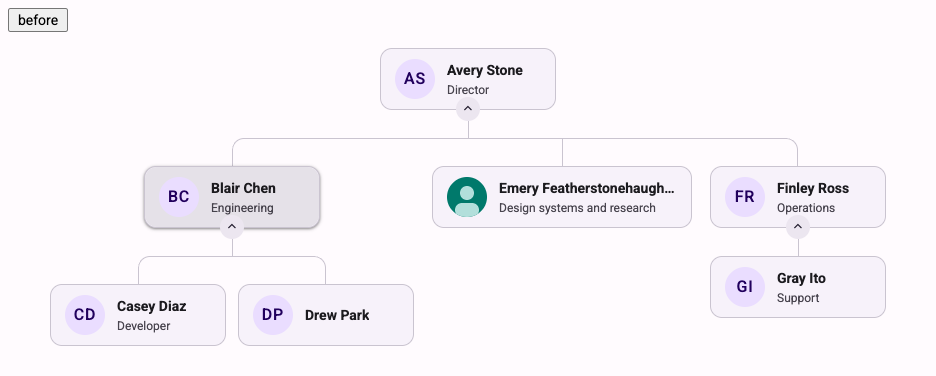 before
AS
Avery Stone
Director
BC
Blair Chen
Engineering
Emery Featherstonehaugh...
Design systems and research
FR
Finley Ross
Operations
CD
Casey Diaz
Developer
DP
Drew Park
GI
Gray Ito
Support